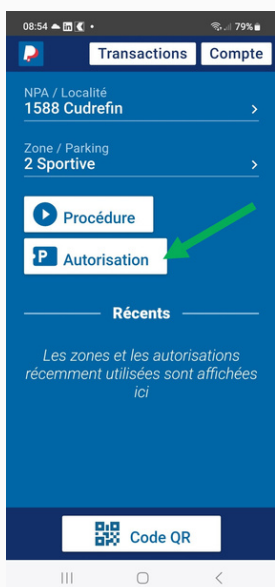 08:54
79%
Transactions Compte
NPA / Localité
1588 Cudrefin
Zone / Parking
2 Sportive
Procédure
P Autorisation
Récents
Les zones et les autorisations
récemment utilisées sont affichées
ici
Code QR